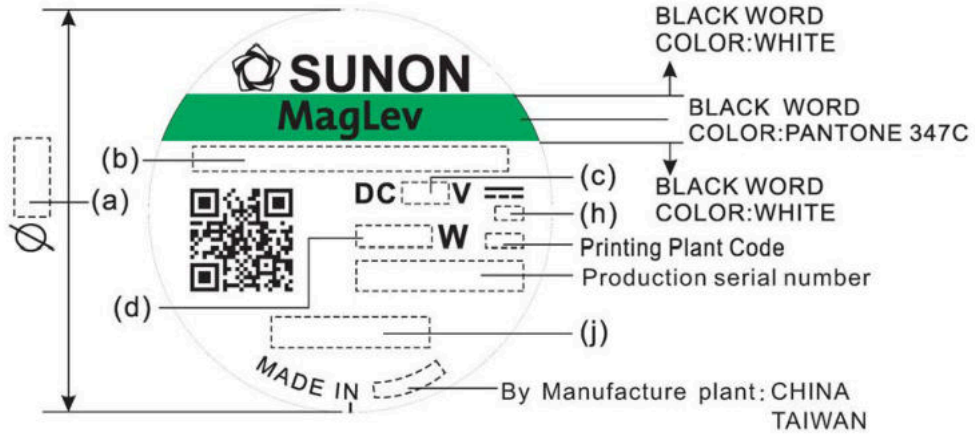 BLACK WORD
COLOR:WHITE
SUNON
MagLev
BLACK WORD
COLOR:PANTONE 347C
(b)
(c)
DC V
BLACK WORD
COLOR:WHITE
(a)
(h)
Ø
W
Printing Plant Code
Production serial number
(d)
(j)
MADE IN
By Manufacture plant: CHINA
TAIWAN